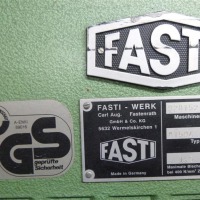 FASTI
GS
geprüfte
Sicherheit
FASTI - WERK
Carl Aug. Fastenrath
GmbH & Co. KG
5632 Wermelskirchen 1
FASTI
Made in Germany
Maschine
Typ